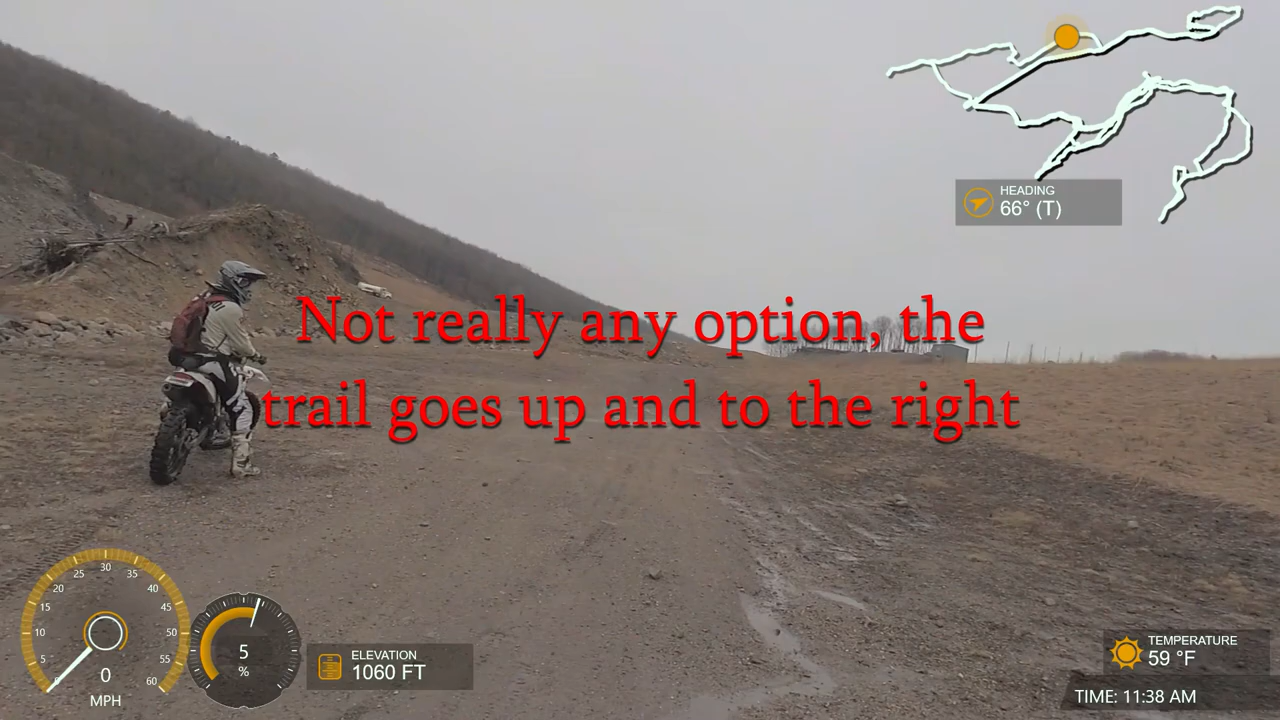 HEADING
66° (T)
Not really any option, the
trail goes up and to the right
0
5
10
15
20
25
30
35
40
45
50
55
60
0
MPH
5
%
ELEVATION
1060 FT
TEMPERATURE
59 °F
TIME: 11:38 AM